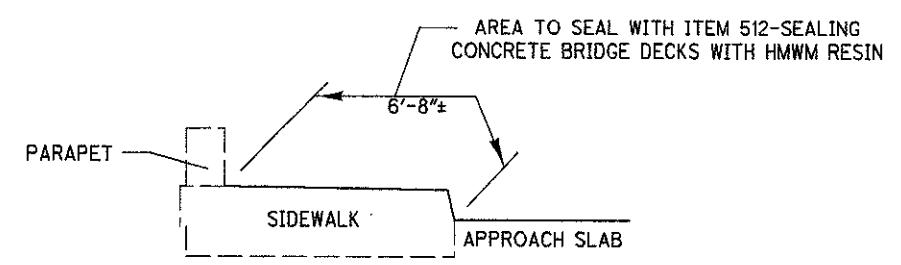 AREA TO SEAL WITH ITEM 512-SEALING
CONCRETE BRIDGE DECKS WITH HMWM RESIN
6'-8"±
PARAPET
SIDEWALK
APPROACH SLAB